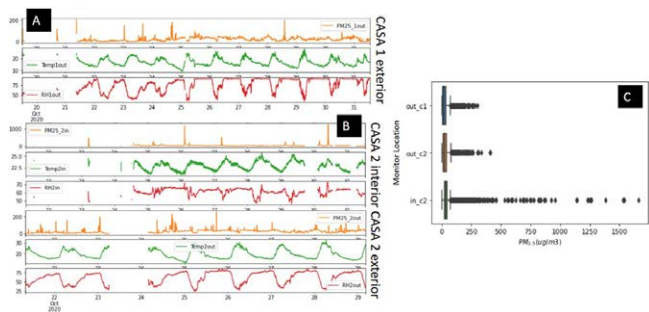 A
200
0
PM25_1out
20
10
Temp1out
75
50
RH1out
20 21 22 23 24 25 26 27 28 29 30 31
Oct
2020
CASA 1 exterior
B
1000
0
PM25_2in
25.0
22.5
Temp2in
60
50
RH2in
CASA 2 interior
200
0
PM25_2out
30
20
Temp2out
75
50
25
RH2out
22 23 24 25 26 27 28 29
Oct
2020
CASA 2 exterior
C
Monitor Location
out_c1
out_c2
in_c2
0 250 500 750 1000 1250 1500
PM2.5(ug/m3)